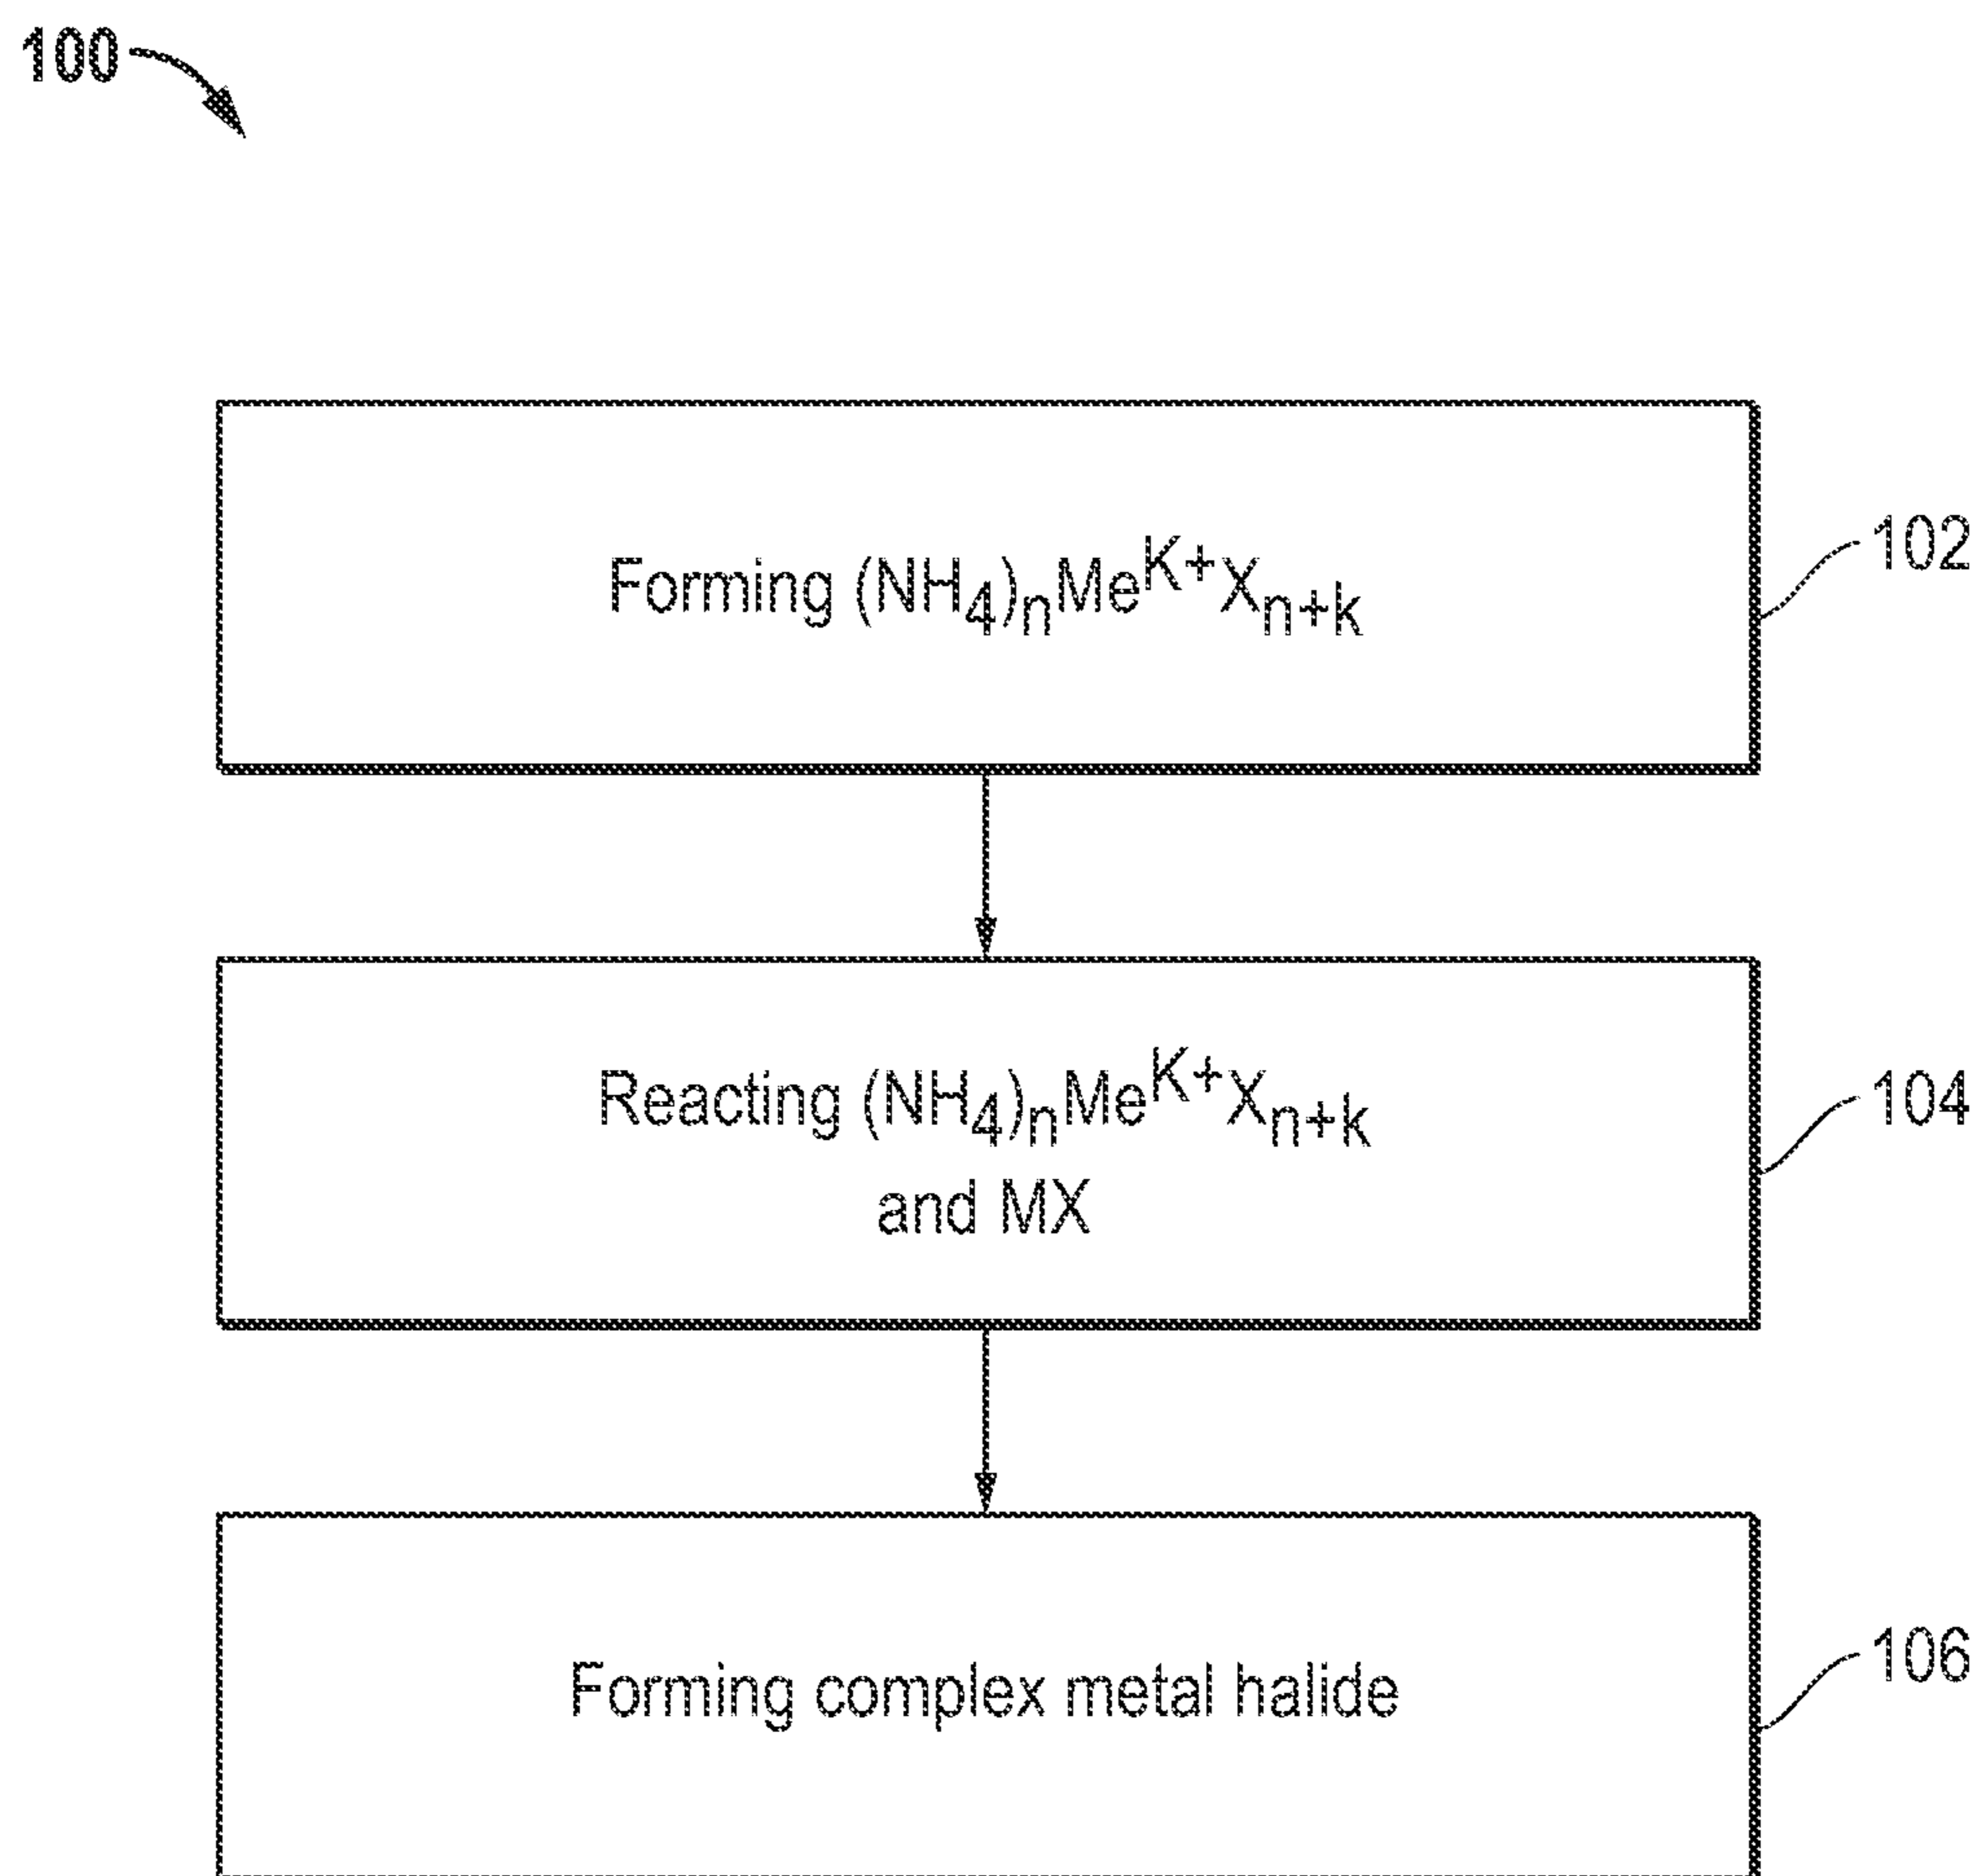 100
Forming (NH₄)ₙMeᴷ⁺Xₙ₊ₖ
102
Reacting (NH₄)ₙMeᴷ⁺Xₙ₊ₖ
and MX
104
Forming complex metal halide
106